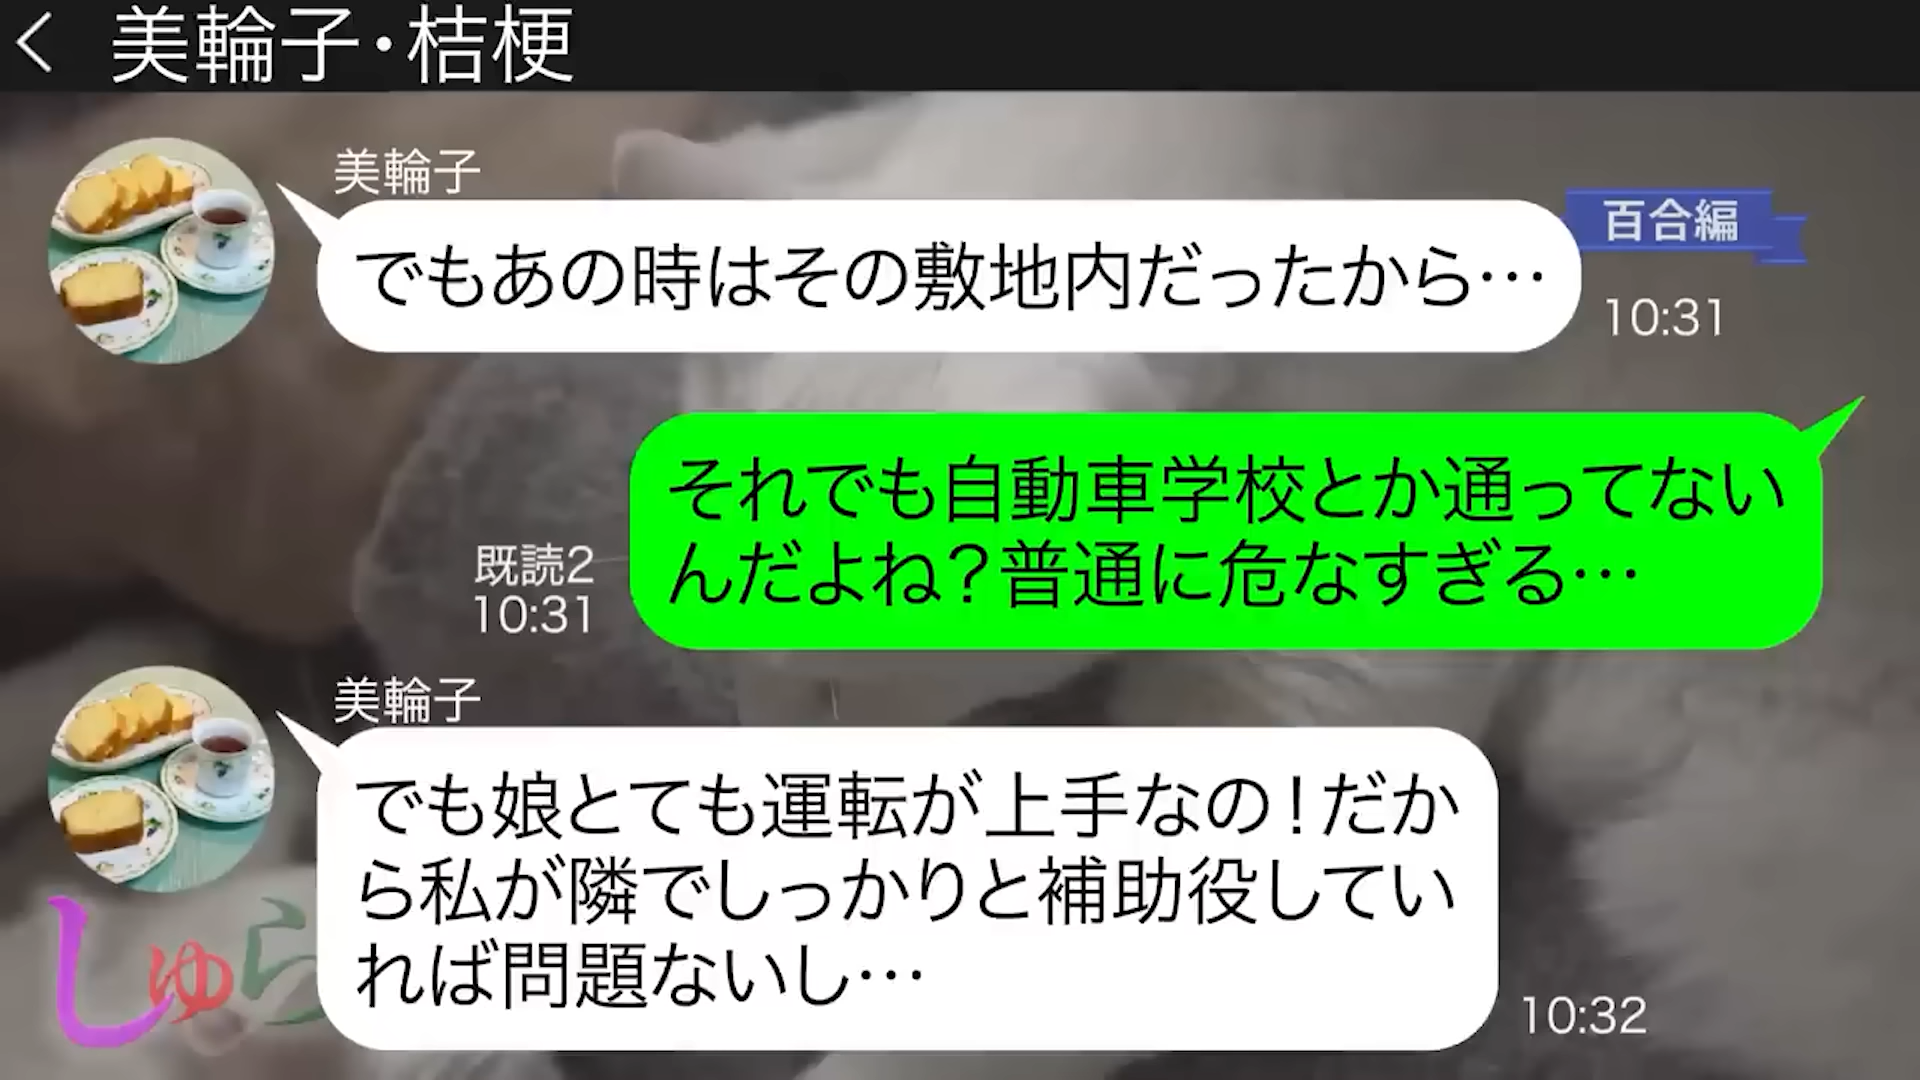 美輪子・桔梗
美輪子
でもあの時はその敷地内だったから…
百合編
10:31
それでも自動車学校とか通ってない
んだよね？普通に危なすぎる…
既読2
10:31
美輪子
でも娘とても運転が上手なの！だか
ら私が隣でしっかりと補助役してい
れば問題ないし…
10:32
しゅら